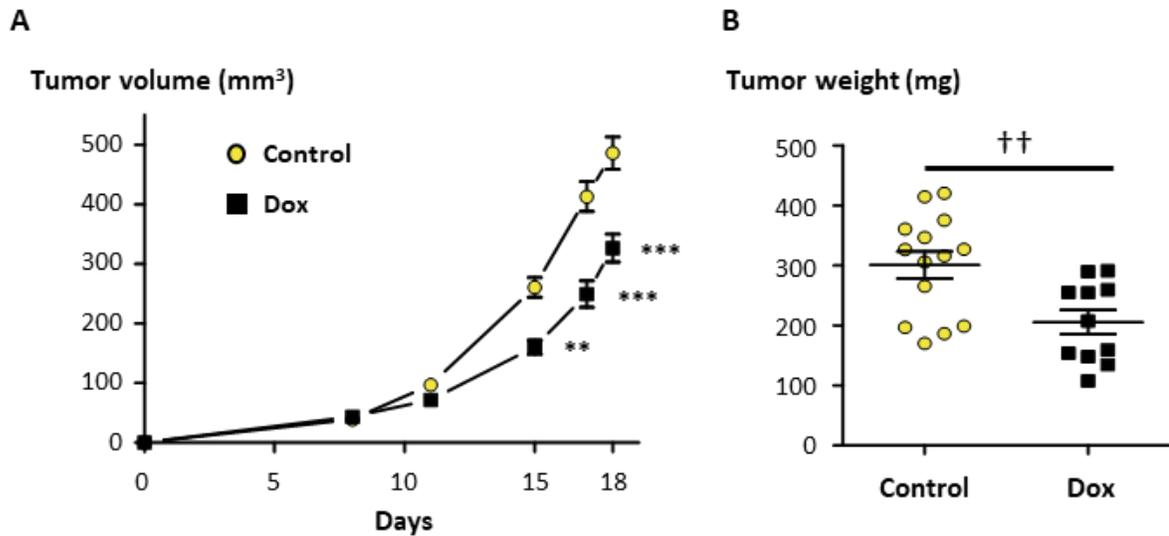 A
Tumor volume (mm³)
500
400
300
200
100
0
Control
Dox
***
***
**
0 5 10 15 18
Days
B
Tumor weight (mg)
††
500
400
300
200
100
0
Control Dox